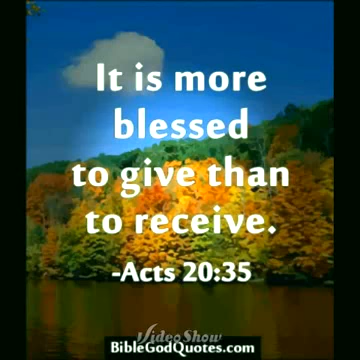 It is more
blessed
to give than
to receive.
-Acts 20:35
VideoShow
BibleGodQuotes.com